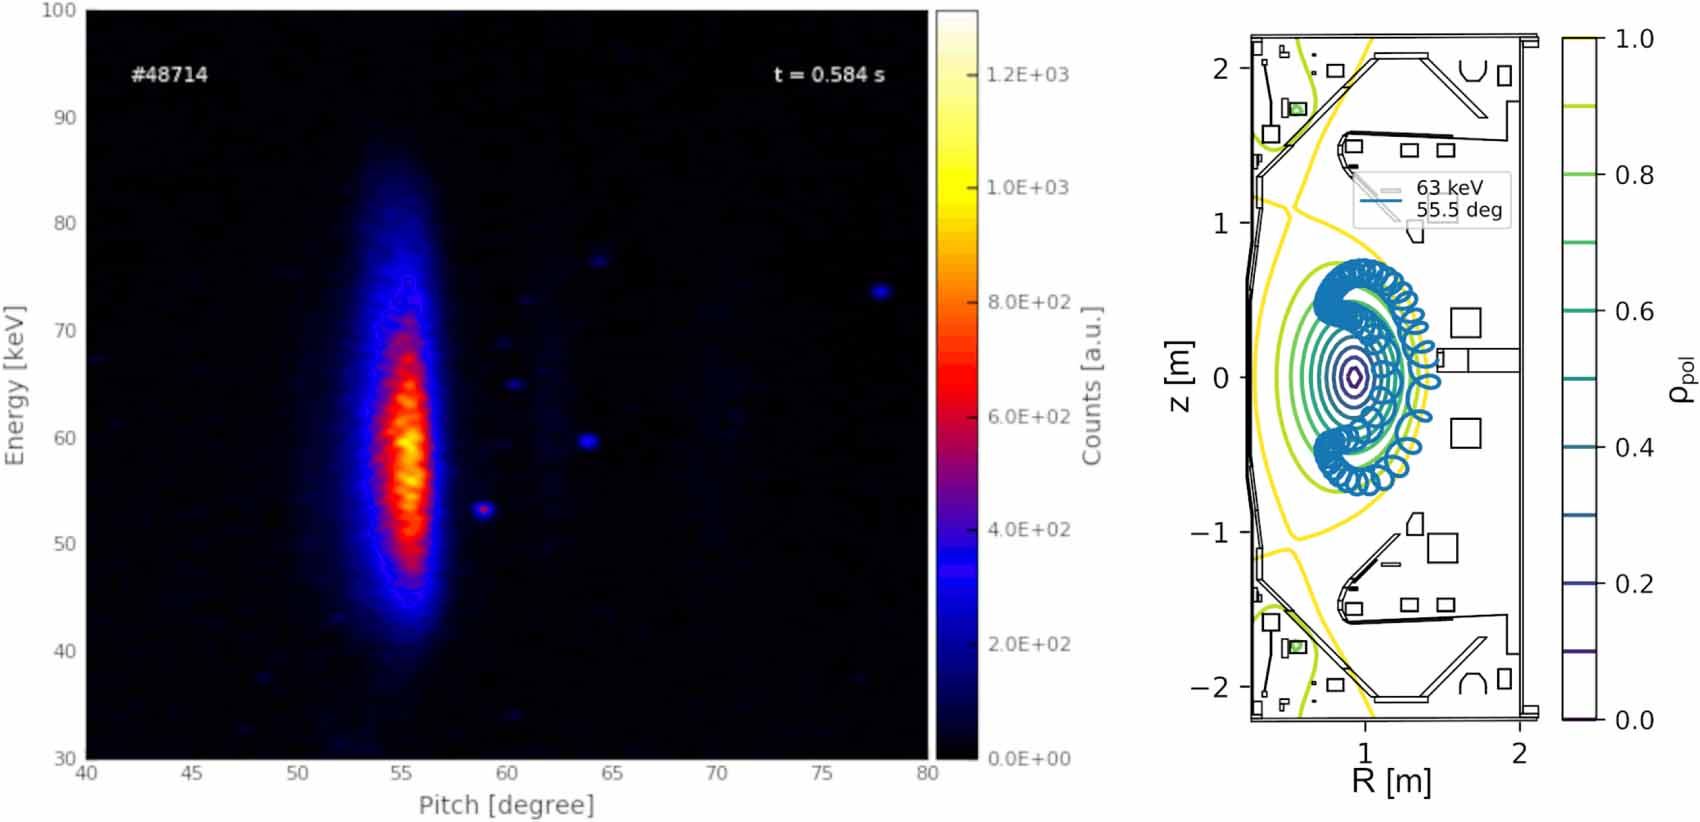 #48714
t = 0.584 s
100
90
80
70
60
50
40
30
Energy [keV]
40
45
50
55
60
65
70
75
80
Pitch [degree]
1.2E+03
1.0E+03
8.0E+02
6.0E+02
4.0E+02
2.0E+02
0.0E+00
Counts [a.u.]
2
1
0
−1
−2
z [m]
63 keV
55.5 deg
1
2
R [m]
1.0
0.8
0.6
0.4
0.2
0.0
ρpol